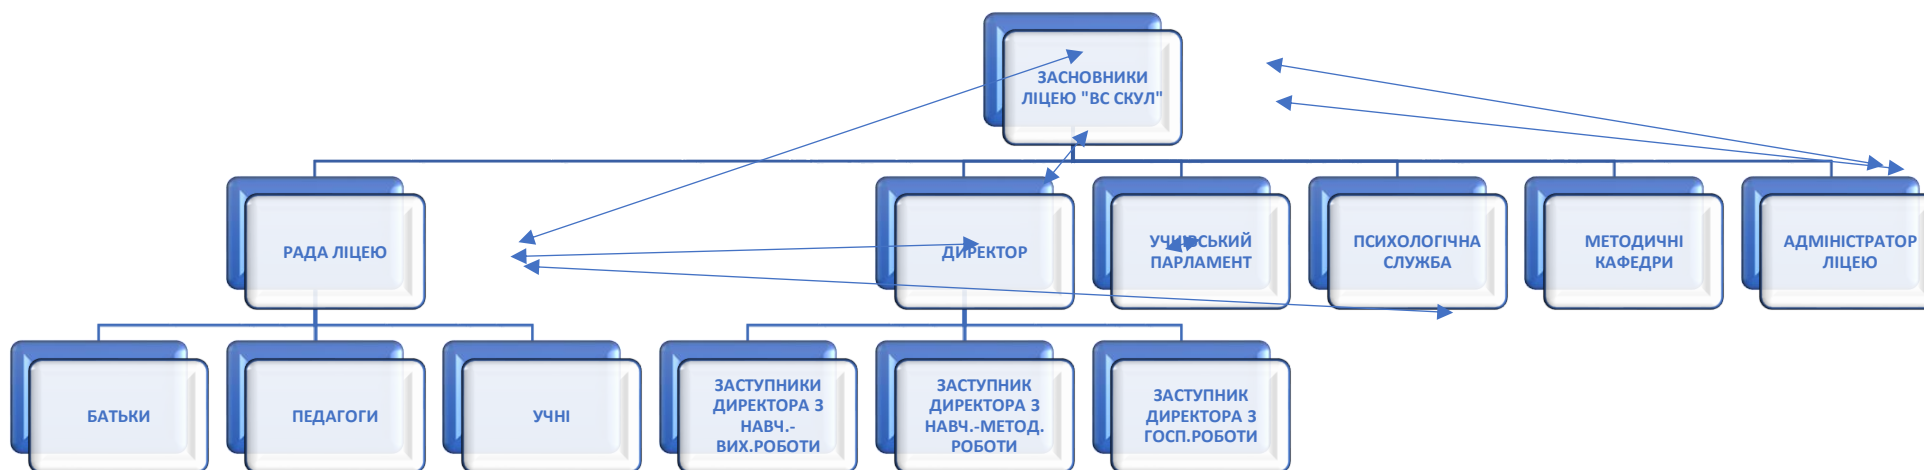 ЗАСНОВНИКИ
ЛІЦЕЮ "ВС СКУЛ"
РАДА ЛІЦЕЮ
ДИРЕКТОР
УЧНІВСЬКИЙ
ПАРЛАМЕНТ
ПСИХОЛОГІЧНА
СЛУЖБА
МЕТОДИЧНІ
КАФЕДРИ
АДМІНІСТРАТОР
ЛІЦЕЮ
БАТЬКИ
ПЕДАГОГИ
УЧНІ
ЗАСТУПНИКИ
ДИРЕКТОРА З
НАВЧ.-
ВИХ.РОБОТИ
ЗАСТУПНИК
ДИРЕКТОРА З
НАВЧ.-МЕТОД.
РОБОТИ
ЗАСТУПНИК
ДИРЕКТОРА З
ГОСП.РОБОТИ